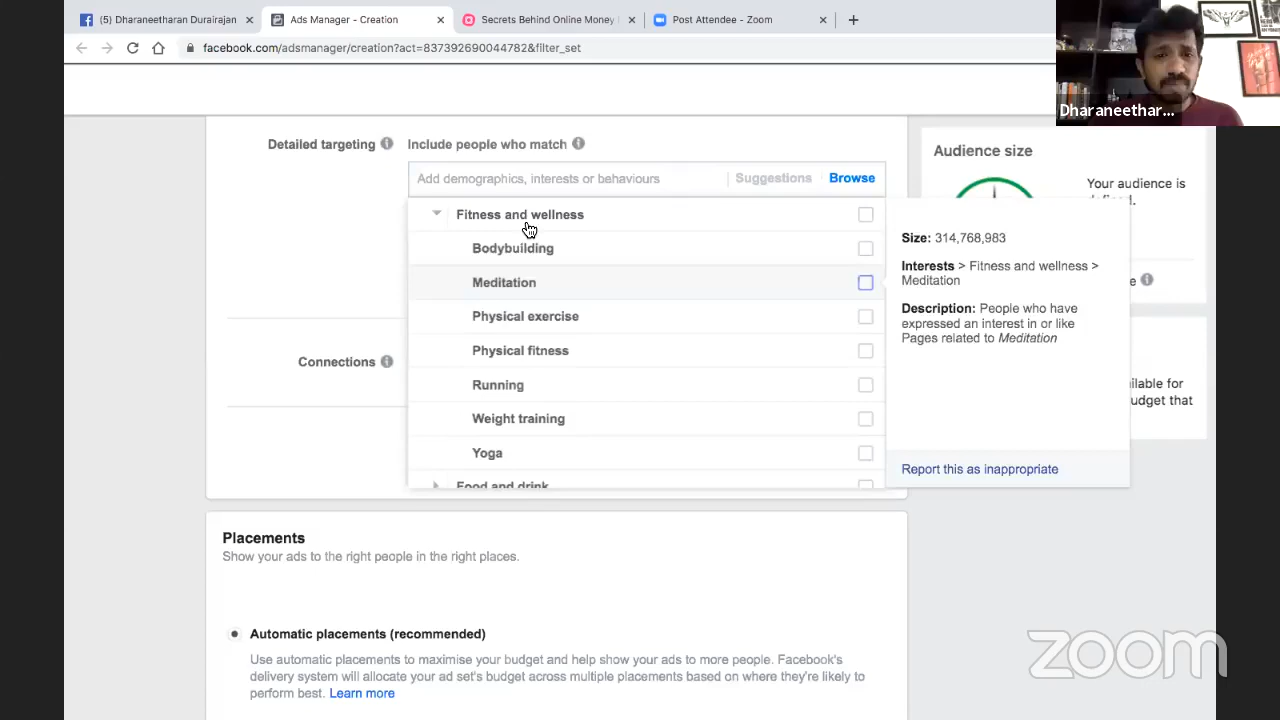 (5) Dharaneetharan Durairajan
Ads Manager - Creation
Secrets Behind Online Money
Post Attendee - Zoom
facebook.com/adsmanager/creation?act=837392690044782&filter_set
Dharaneethar...
Detailed targeting
Include people who match
Add demographics, interests or behaviours
Suggestions
Browse
Fitness and wellness
Bodybuilding
Meditation
Physical exercise
Physical fitness
Running
Weight training
Yoga
Food and drink
Connections
Audience size
Your audience is
defined.
Size: 314,768,983
Interests > Fitness and wellness >
Meditation
Description: People who have
expressed an interest in or like
Pages related to Meditation
Report this as inappropriate
e
ilable for
udget that
Placements
Show your ads to the right people in the right places.
Automatic placements (recommended)
Use automatic placements to maximise your budget and help show your ads to more people. Facebook's
delivery system will allocate your ad set's budget across multiple placements based on where they're likely to
perform best. Learn more
zoom